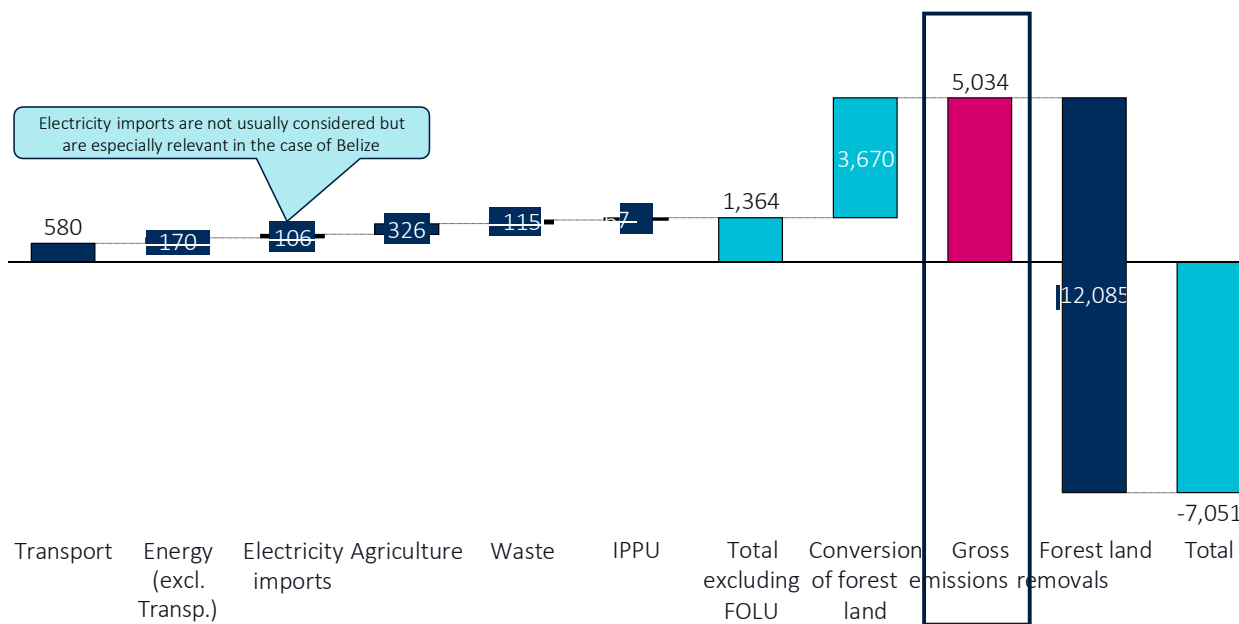 5,034
Electricity imports are not usually considered but
are especially relevant in the case of Belize
3,670
1,364
580
170
106
326
115
67
12,085
-7,051
Transport
Energy
(excl.
Transp.)
Electricity
imports
Agriculture
Waste
IPPU
Total
excluding
FOLU
Conversion
of forest
land
Gross
emissions
Forest land
removals
Total